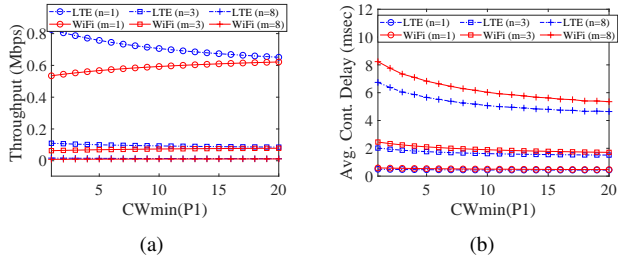 LTE (n=1) LTE (n=3) LTE (n=8)
WiFi (m=1) WiFi (m=3) WiFi (m=8)
Throughput (Mbps)
0.8
0.6
0.4
0.2
0
5 10 15 20
CWmin(P1)
(a)
LTE (n=1) LTE (n=3) LTE (n=8)
WiFi (m=1) WiFi (m=3) WiFi (m=8)
Avg. Cont. Delay (msec)
12
10
8
6
4
2
0
5 10 15 20
CWmin(P1)
(b)